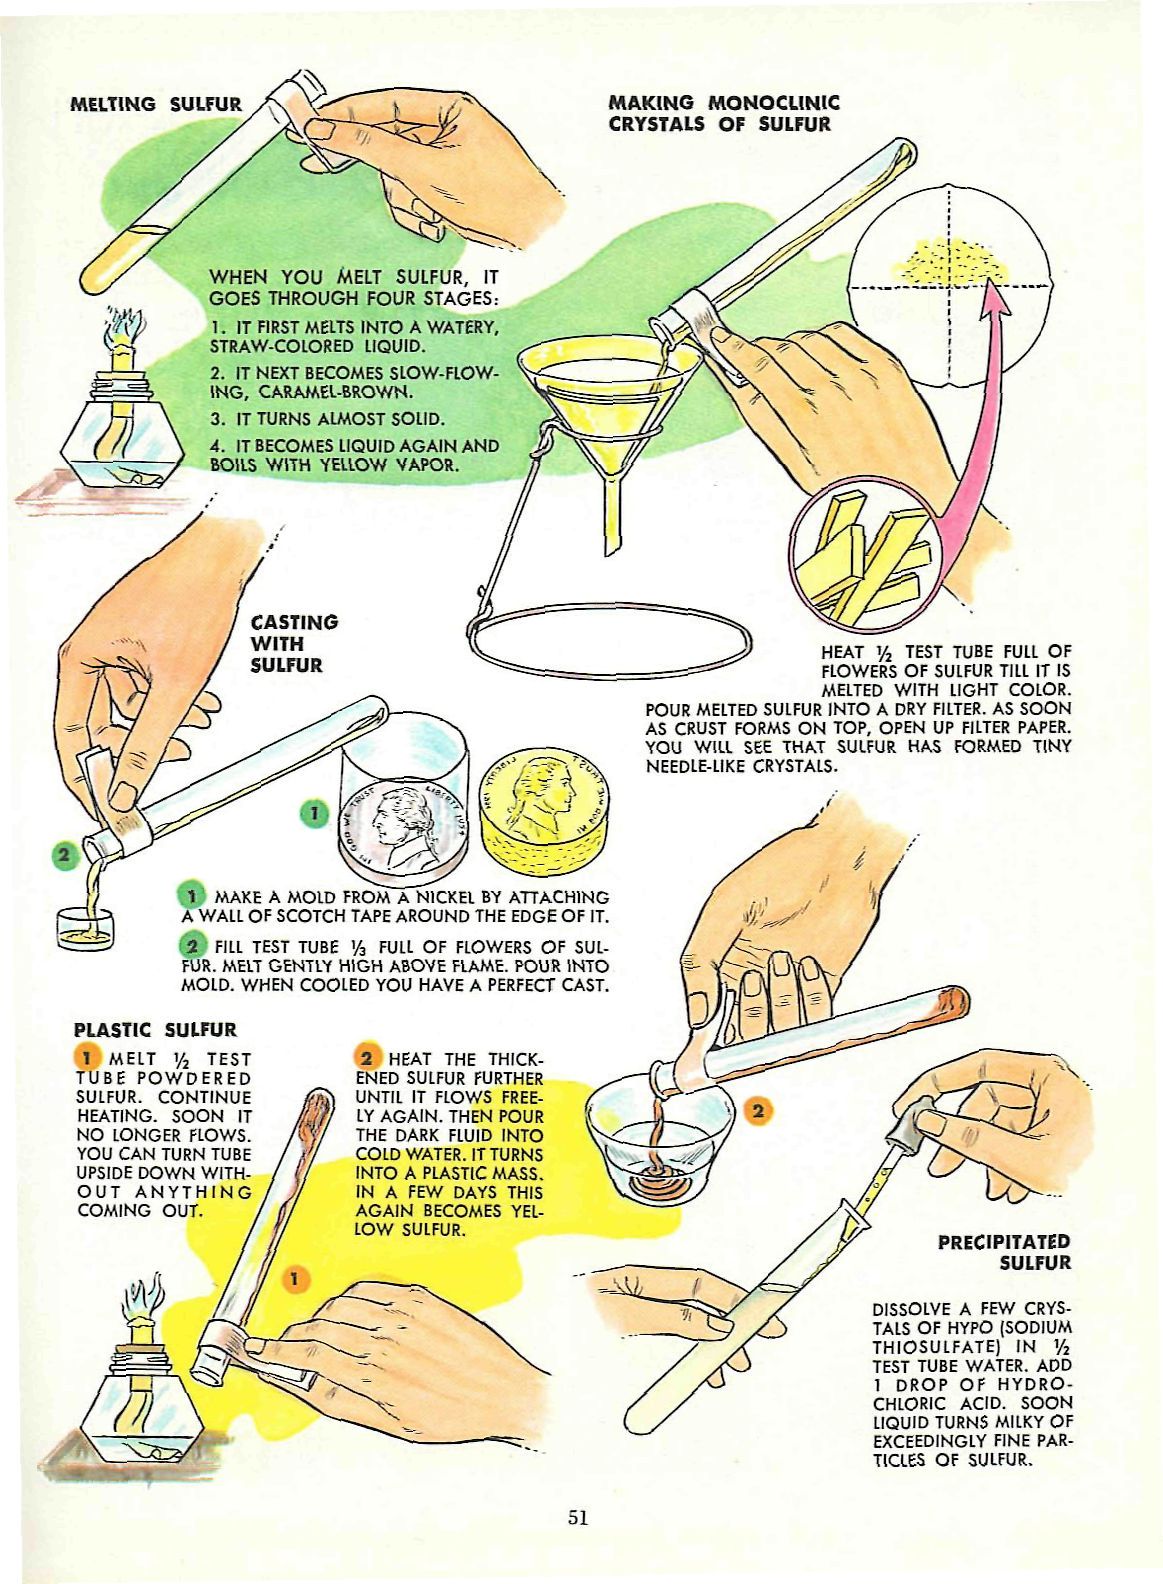 MELTING SULFUR
WHEN YOU MELT SULFUR, IT
GOES THROUGH FOUR STAGES:
1. IT FIRST MELTS INTO A WATERY,
STRAW-COLORED LIQUID.
2. IT NEXT BECOMES SLOW-FLOW-
ING, CARAMEL-BROWN.
3. IT TURNS ALMOST SOLID.
4. IT BECOMES LIQUID AGAIN AND
BOILS WITH YELLOW VAPOR.
MAKING MONOCLINIC
CRYSTALS OF SULFUR
HEAT ½ TEST TUBE FULL OF
FLOWERS OF SULFUR TILL IT IS
MELTED WITH LIGHT COLOR.
POUR MELTED SULFUR INTO A DRY FILTER. AS SOON
AS CRUST FORMS ON TOP, OPEN UP FILTER PAPER.
YOU WILL SEE THAT SULFUR HAS FORMED TINY
NEEDLE-LIKE CRYSTALS.
CASTING
WITH
SULFUR
1
2
IN GOD WE TRUST LIBERTY
1 MAKE A MOLD FROM A NICKEL BY ATTACHING
A WALL OF SCOTCH TAPE AROUND THE EDGE OF IT.
2 FILL TEST TUBE ⅓ FULL OF FLOWERS OF SUL-
FUR. MELT GENTLY HIGH ABOVE FLAME. POUR INTO
MOLD. WHEN COOLED YOU HAVE A PERFECT CAST.
PLASTIC SULFUR
1 MELT ½ TEST
TUBE POWDERED
SULFUR. CONTINUE
HEATING. SOON IT
NO LONGER FLOWS.
YOU CAN TURN TUBE
UPSIDE DOWN WITH-
OUT ANYTHING
COMING OUT.
2 HEAT THE THICK-
ENED SULFUR FURTHER
UNTIL IT FLOWS FREE-
LY AGAIN. THEN POUR
THE DARK FLUID INTO
COLD WATER. IT TURNS
INTO A PLASTIC MASS.
IN A FEW DAYS THIS
AGAIN BECOMES YEL-
LOW SULFUR.
1
2
PRECIPITATED
SULFUR
DISSOLVE A FEW CRYS-
TALS OF HYPO (SODIUM
THIOSULFATE) IN ½
TEST TUBE WATER. ADD
1 DROP OF HYDRO-
CHLORIC ACID. SOON
LIQUID TURNS MILKY OF
EXCEEDINGLY FINE PAR-
TICLES OF SULFUR.
51